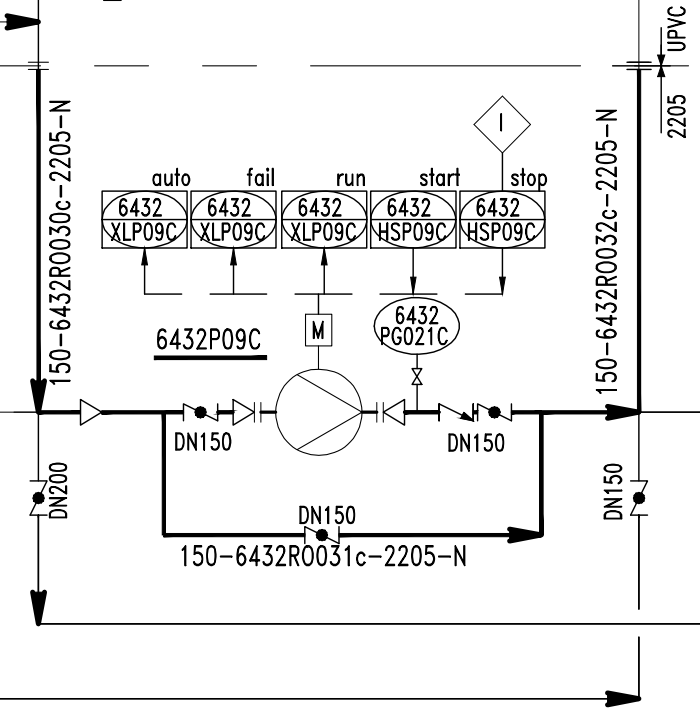 UPVC
2205
150-6432R0030c-2205-N
150-6432R0032c-2205-N
I
auto
fail
run
start
stop
6432
XLP09C
6432
XLP09C
6432
XLP09C
6432
HSP09C
6432
HSP09C
6432P09C
M
6432
PG021C
DN150
DN150
DN200
DN150
DN150
150-6432R0031c-2205-N